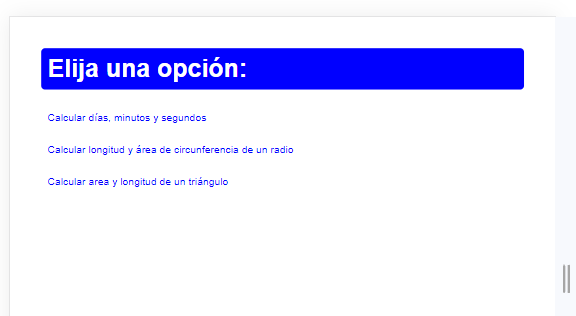 Elija una opción:
Calcular días, minutos y segundos
Calcular longitud y área de circunferencia de un radio
Calcular area y longitud de un triángulo